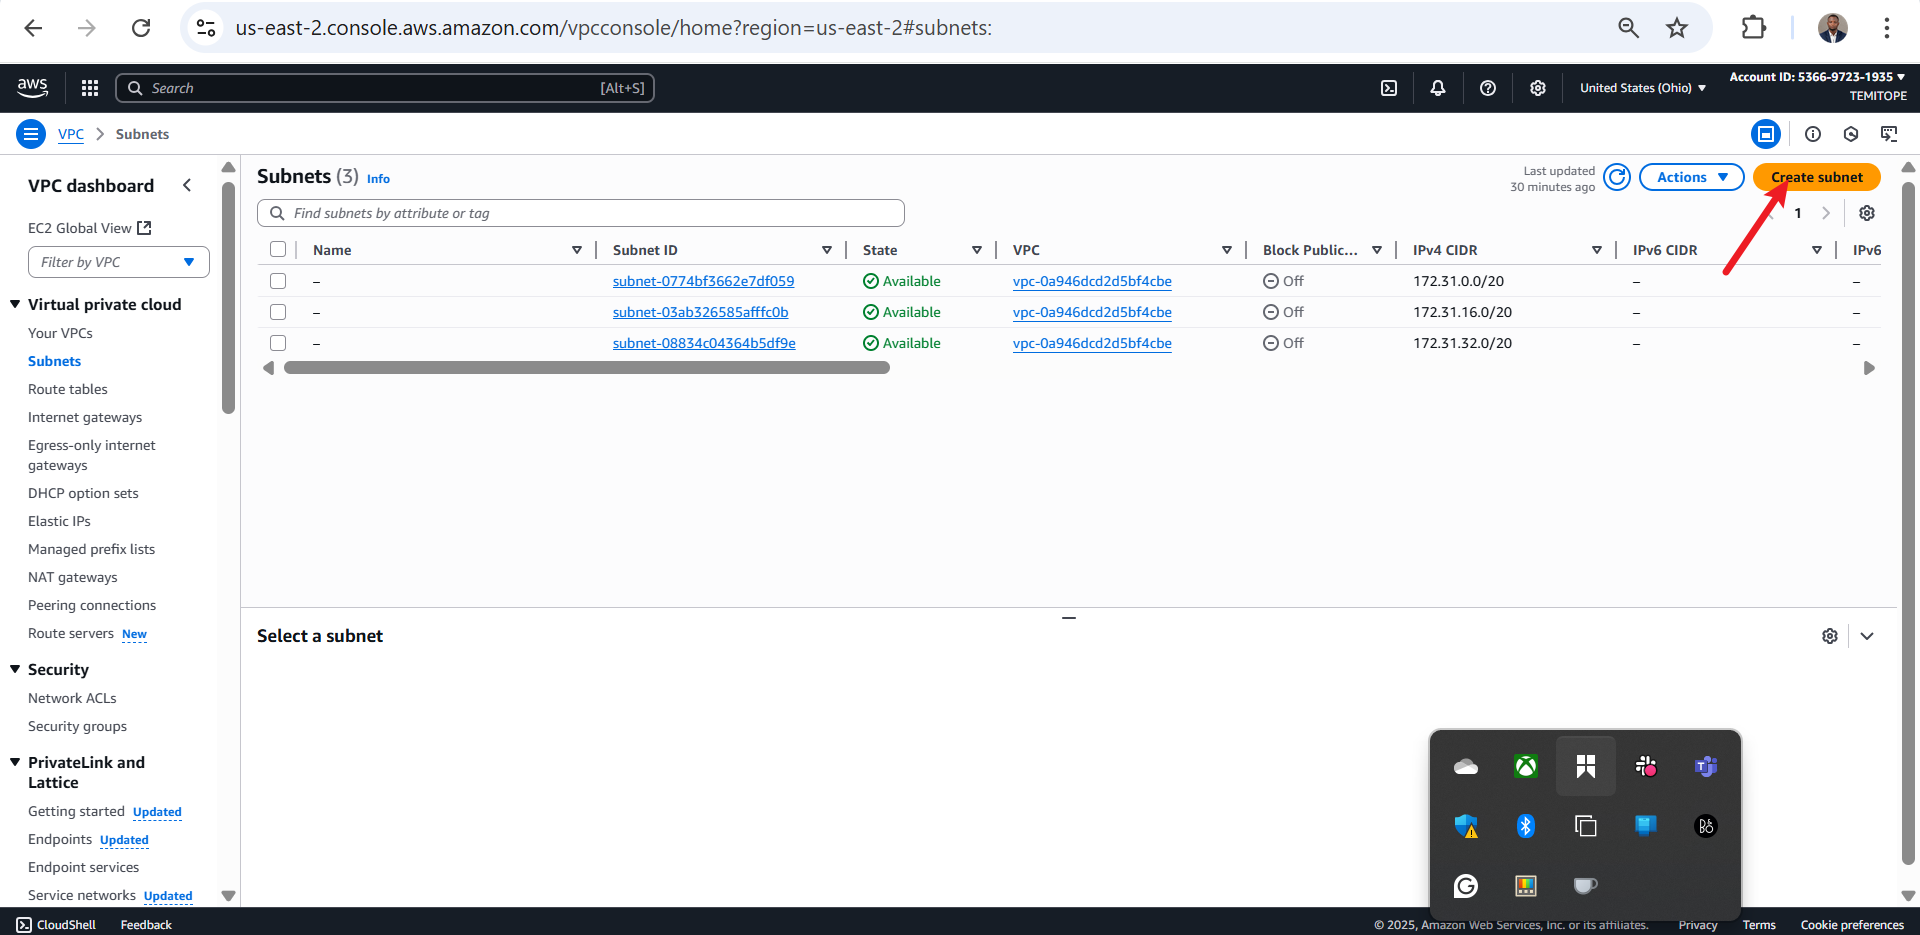 us-east-2.console.aws.amazon.com/vpcconsole/home?region=us-east-2#subnets:
aws
Search
[Alt+S]
United States (Ohio)
Account ID: 5366-9723-1935
TEMITOPE
VPC
Subnets
VPC dashboard
EC2 Global View
Filter by VPC
Virtual private cloud
Your VPCs
Subnets
Route tables
Internet gateways
Egress-only internet
gateways
DHCP option sets
Elastic IPs
Managed prefix lists
NAT gateways
Peering connections
Route servers New
Security
Network ACLs
Security groups
PrivateLink and
Lattice
Getting started Updated
Endpoints Updated
Endpoint services
Service networks Updated
Subnets (3) Info
Last updated
30 minutes ago
Actions
Create subnet
Find subnets by attribute or tag
1
Name Subnet ID State VPC Block Public... IPv4 CIDR IPv6 CIDR IPv6
– subnet-0774bf3662e7df059 Available vpc-0a946dcd2d5bf4cbe Off 172.31.0.0/20 – –
– subnet-03ab326585afffc0b Available vpc-0a946dcd2d5bf4cbe Off 172.31.16.0/20 – –
– subnet-08834c04364b5df9e Available vpc-0a946dcd2d5bf4cbe Off 172.31.32.0/20 – –
Select a subnet
CloudShell Feedback
© 2025, Amazon Web Services, Inc. or its affiliates. Privacy Terms Cookie preferences